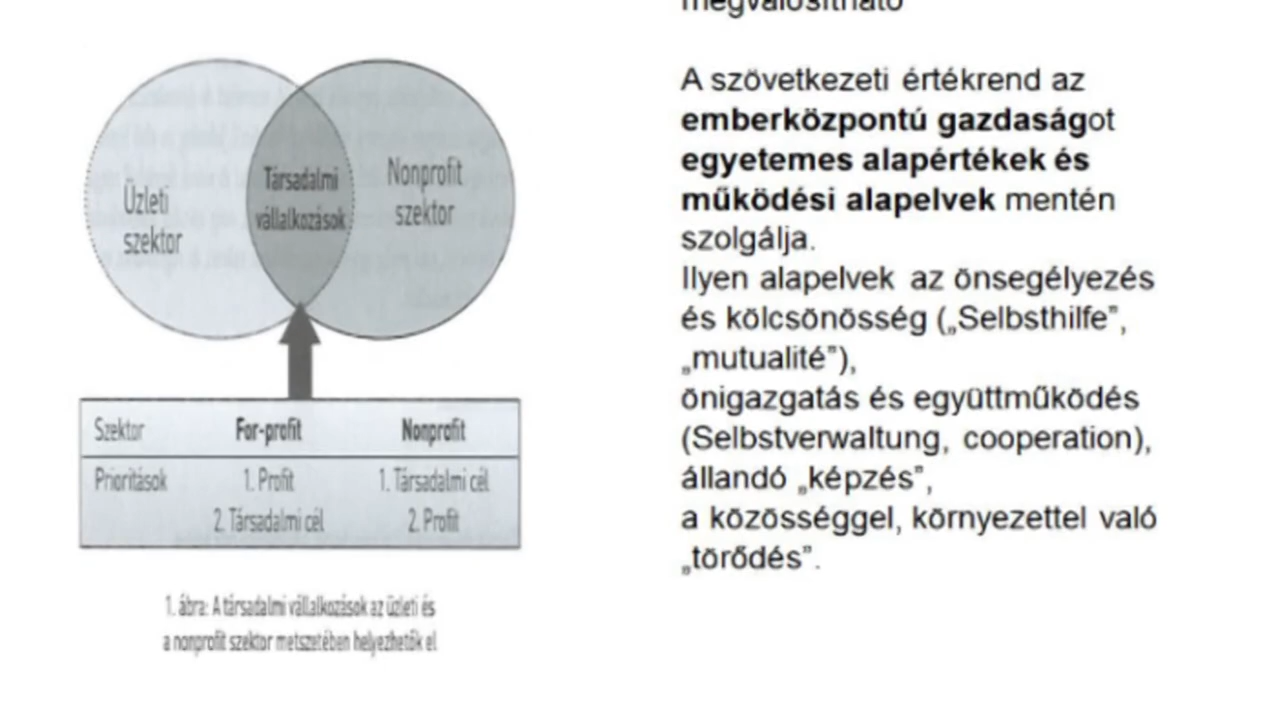 Üzleti
szektor
Társadalmi
vállalkozások
Nonprofit
szektor
Szektor For-profit Nonprofit
Prioritások 1. Profit 1. Társadalmi cél
2. Társadalmi cél 2. Profit
1. ábra: A társadalmi vállalkozások az üzleti és
a nonprofit szektor metszetében helyezhetők el
megvalósítható
A szövetkezeti értékrend az
emberközpontú gazdaságot
egyetemes alapértékek és
működési alapelvek mentén
szolgálja.
Ilyen alapelvek az önsegélyezés
és kölcsönösség („Selbsthilfe”,
„mutualité”),
önigazgatás és együttműködés
(Selbstverwaltung, cooperation),
állandó „képzés”,
a közösséggel, környezettel való
„törődés”.